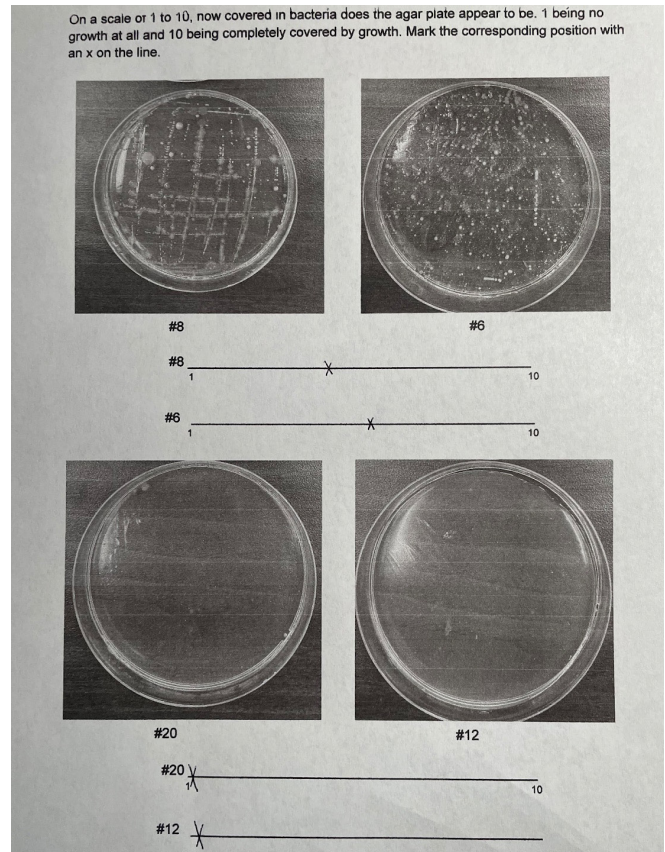 On a scale of 1 to 10, now covered in bacteria does the agar plate appear to be. 1 being no
growth at all and 10 being completely covered by growth. Mark the corresponding position with
an x on the line.
#8 #6
#8
x
1 10
#6
x
1 10
#20 #12
#20
x
1 10
#12
x